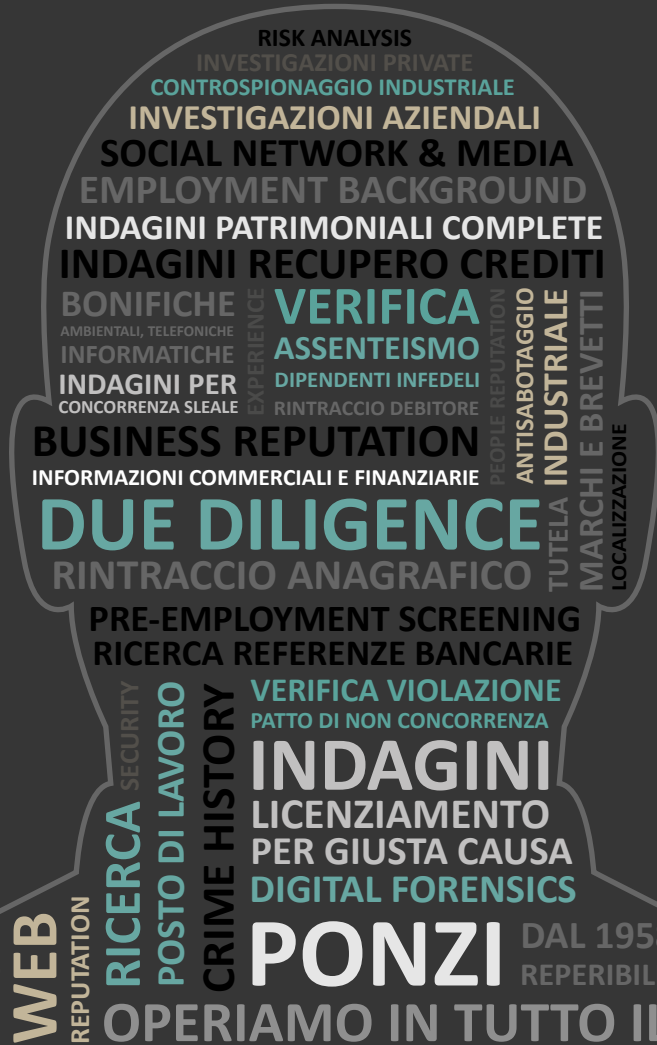 RISK ANALYSIS
INVESTIGAZIONI PRIVATE
CONTROSPIONAGGIO INDUSTRIALE
INVESTIGAZIONI AZIENDALI
SOCIAL NETWORK & MEDIA
EMPLOYMENT BACKGROUND
INDAGINI PATRIMONIALI COMPLETE
INDAGINI RECUPERO CREDITI
BONIFICHE
AMBIENTALI, TELEFONICHE
INFORMATICHE
INDAGINI PER
CONCORRENZA SLEALE
EXPERIENCE
VERIFICA
ASSENTEISMO
DIPENDENTI INFEDELI
RINTRACCIO DEBITORE
PEOPLE REPUTATION
ANTISABOTAGGIO
INDUSTRIALE
TUTELA
MARCHI E BREVETTI
LOCALIZZAZIONE
BUSINESS REPUTATION
INFORMAZIONI COMMERCIALI E FINANZIARIE
DUE DILIGENCE
RINTRACCIO ANAGRAFICO
PRE-EMPLOYMENT SCREENING
RICERCA REFERENZE BANCARIE
SECURITY
RICERCA
POSTO DI LAVORO
CRIME HISTORY
VERIFICA VIOLAZIONE
PATTO DI NON CONCORRENZA
INDAGINI
LICENZIAMENTO
PER GIUSTA CAUSA
DIGITAL FORENSICS
WEB
REPUTATION
PONZI
DAL 195
REPERIBIL
OPERIAMO IN TUTTO IL